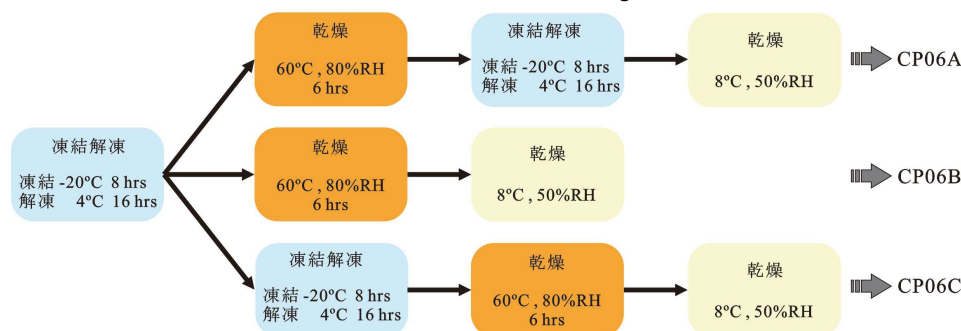 乾燥
60ºC , 80%RH
6 hrs
凍結解凍
凍結 -20ºC 8 hrs
解凍 4ºC 16 hrs
乾燥
8ºC , 50%RH
CP06A
凍結解凍
凍結 -20ºC 8 hrs
解凍 4ºC 16 hrs
乾燥
60ºC , 80%RH
6 hrs
乾燥
8ºC , 50%RH
CP06B
凍結解凍
凍結 -20ºC 8 hrs
解凍 4ºC 16 hrs
乾燥
60ºC , 80%RH
6 hrs
乾燥
8ºC , 50%RH
CP06C